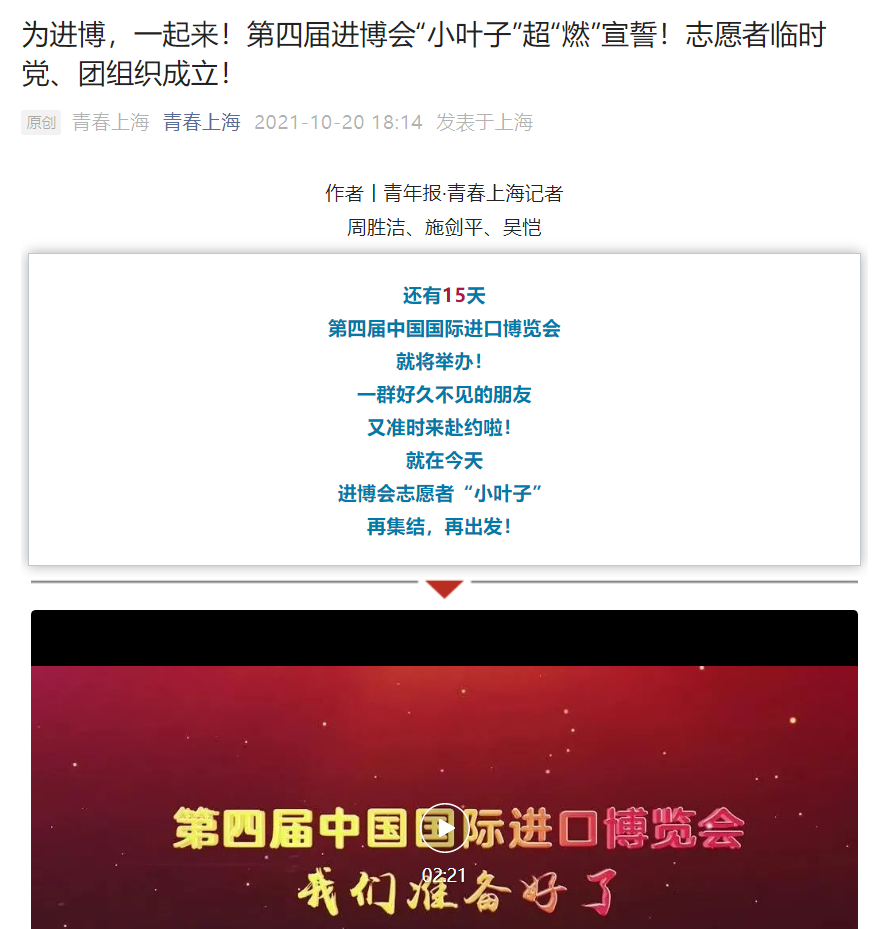 为进博，一起来！第四届进博会“小叶子”超“燃”宣誓！志愿者临时
党、团组织成立！
原创 青春上海 青春上海 2021-10-20 18:14 发表于上海
作者丨青年报·青春上海记者
周胜洁、施剑平、吴恺
还有15天
第四届中国国际进口博览会
就将举办！
一群好久不见的朋友
又准时来赴约啦！
就在今天
进博会志愿者“小叶子”
再集结，再出发！
第四届中国国际进口博览会
02:21
我们准备好了